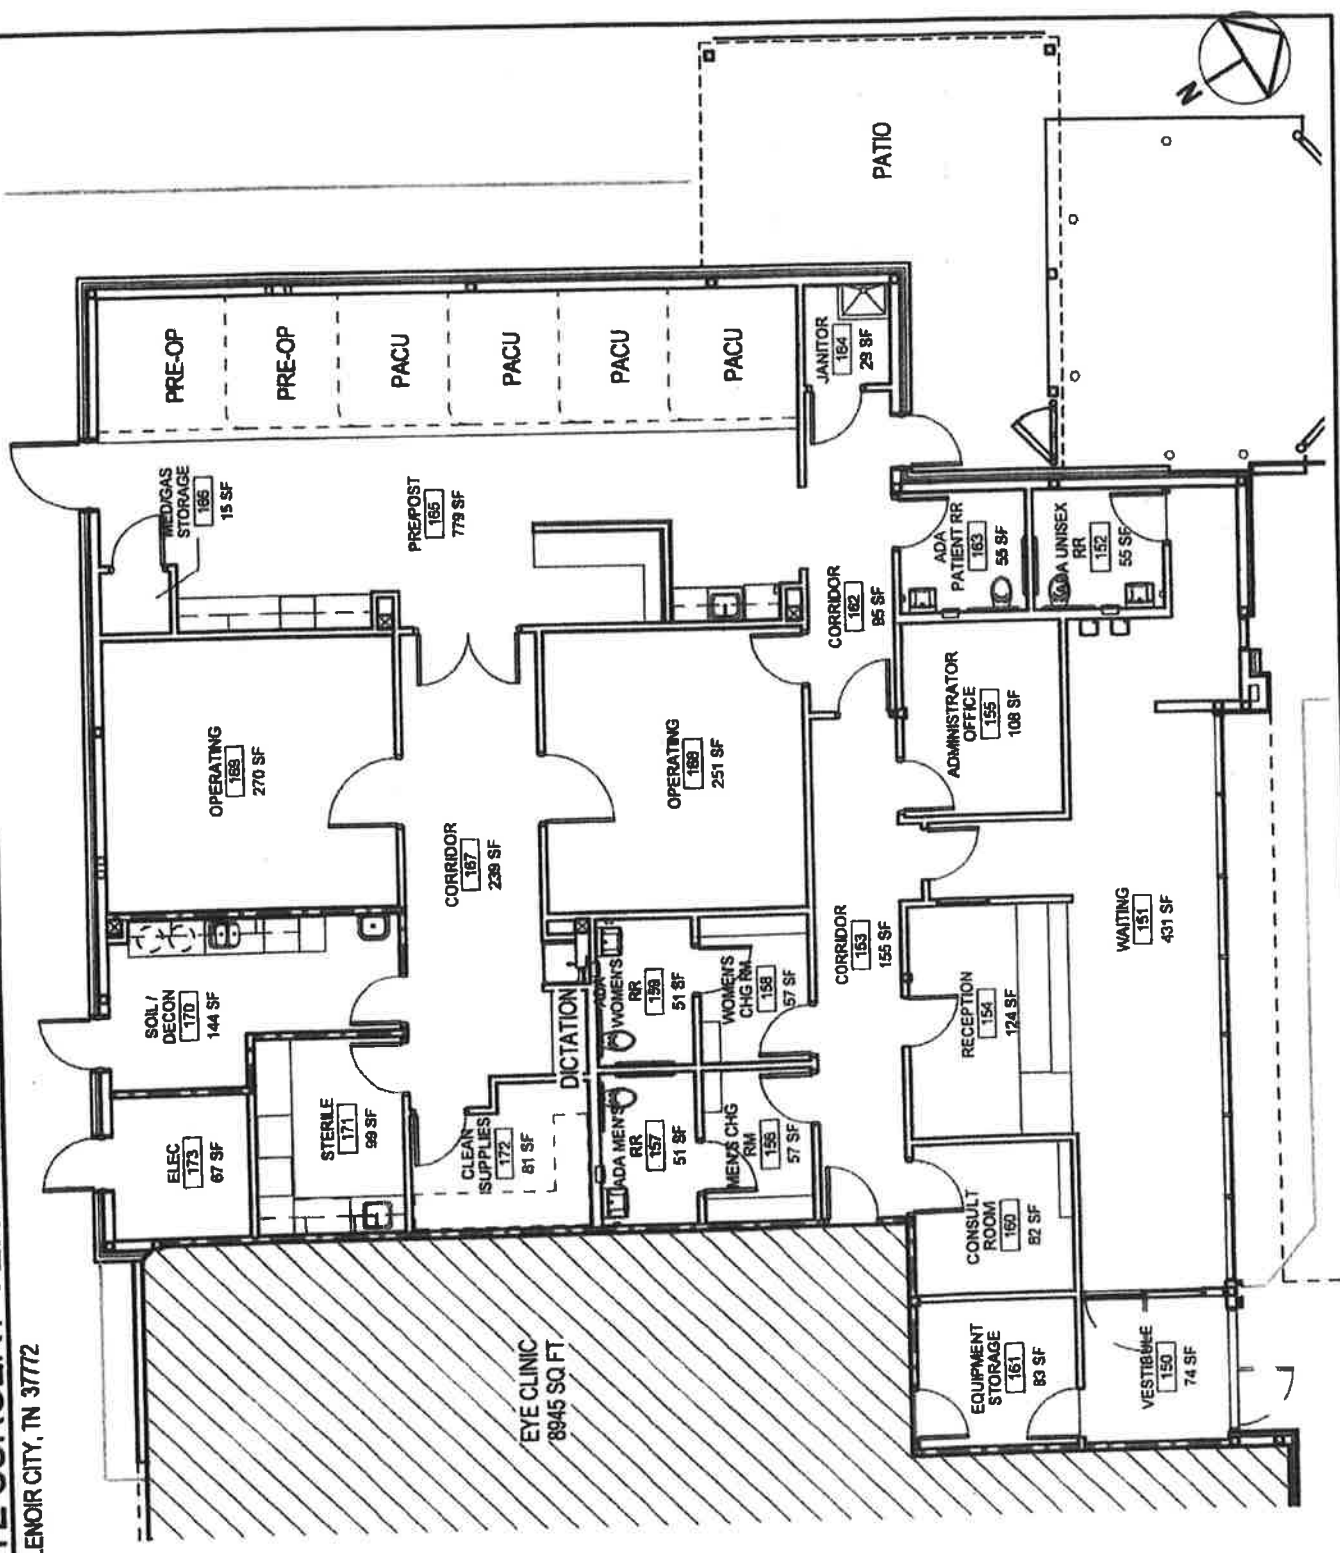 LENOIR CITY, TN 37772
N
PATIO
PRE-OP
PRE-OP
PACU
PACU
PACU
PACU
JANITOR
164
29 SF
MED/GAS
STORAGE
166
15 SF
PRE/POST
165
779 SF
CORRIDOR
162
SF
ADA
PATIENT RR
163
55 SF
ADA UNISEX
RR
152
55 SF
OPERATING
169
270 SF
CORRIDOR
167
239 SF
OPERATING
168
251 SF
ADMINISTRATOR
OFFICE
155
108 SF
SOIL /
DECON
170
144 SF
DICTATION
ADA
WOMEN'S
RR
159
51 SF
WOMEN'S
CHG RM
158
57 SF
CORRIDOR
153
155 SF
RECEPTION
154
124 SF
WAITING
151
431 SF
ELEC
173
67 SF
STERILE
171
99 SF
CLEAN
SUPPLIES
172
81 SF
ADA MEN'S
RR
157
51 SF
MEN'S CHG
RM
156
57 SF
CONSULT
ROOM
160
82 SF
EYE CLINIC
8945 SQ FT
EQUIPMENT
STORAGE
161
83 SF
VESTIBULE
150
74 SF